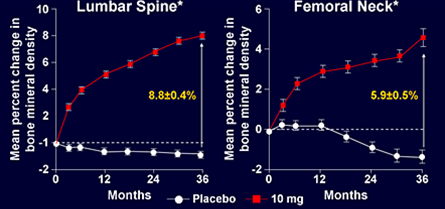 Lumbar Spine*
Mean percent change in
bone mineral density
10
8
6
4
2
-1
-2
8.8±0.4%
0 12 24 36
Months
Femoral Neck*
Mean percent change in
bone mineral density
6
4
2
0
-2
5.9±0.5%
0 12 24 36
Months
Placebo 10 mg